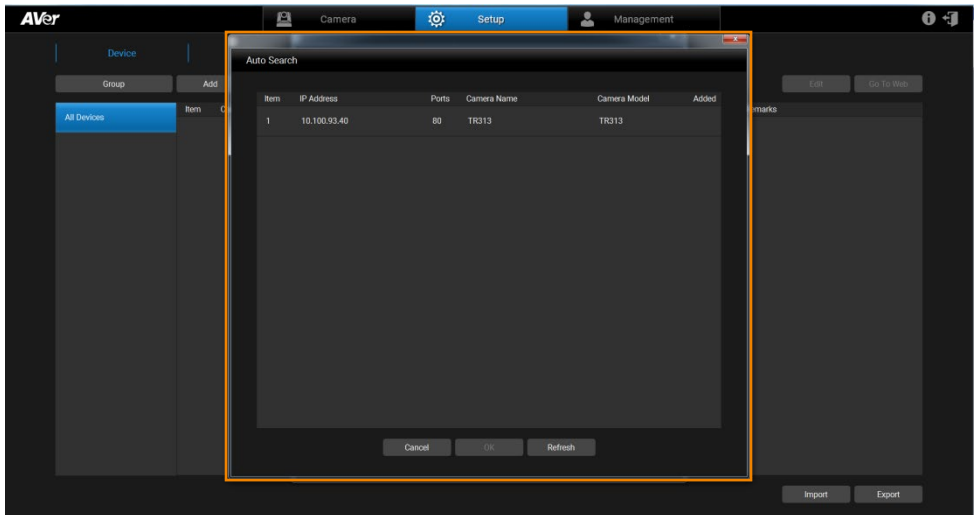 AVer
Camera
Setup
Management
Device
Group
Add
Edit
Go To Web
All Devices
Item
Auto Search
Item IP Address Ports Camera Name Camera Model Added
1 10.100.93.40 80 TR313 TR313
Cancel OK Refresh
Import Export